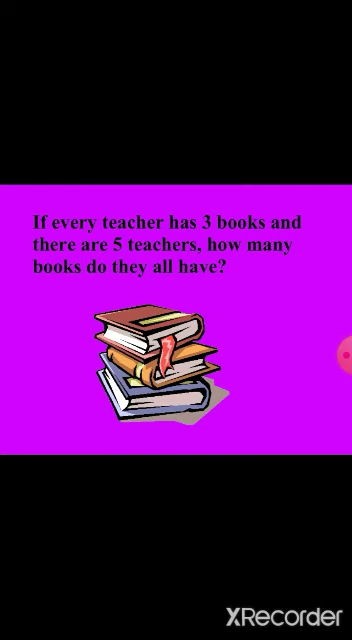 If every teacher has 3 books and
there are 5 teachers, how many
books do they all have?
XRecorder